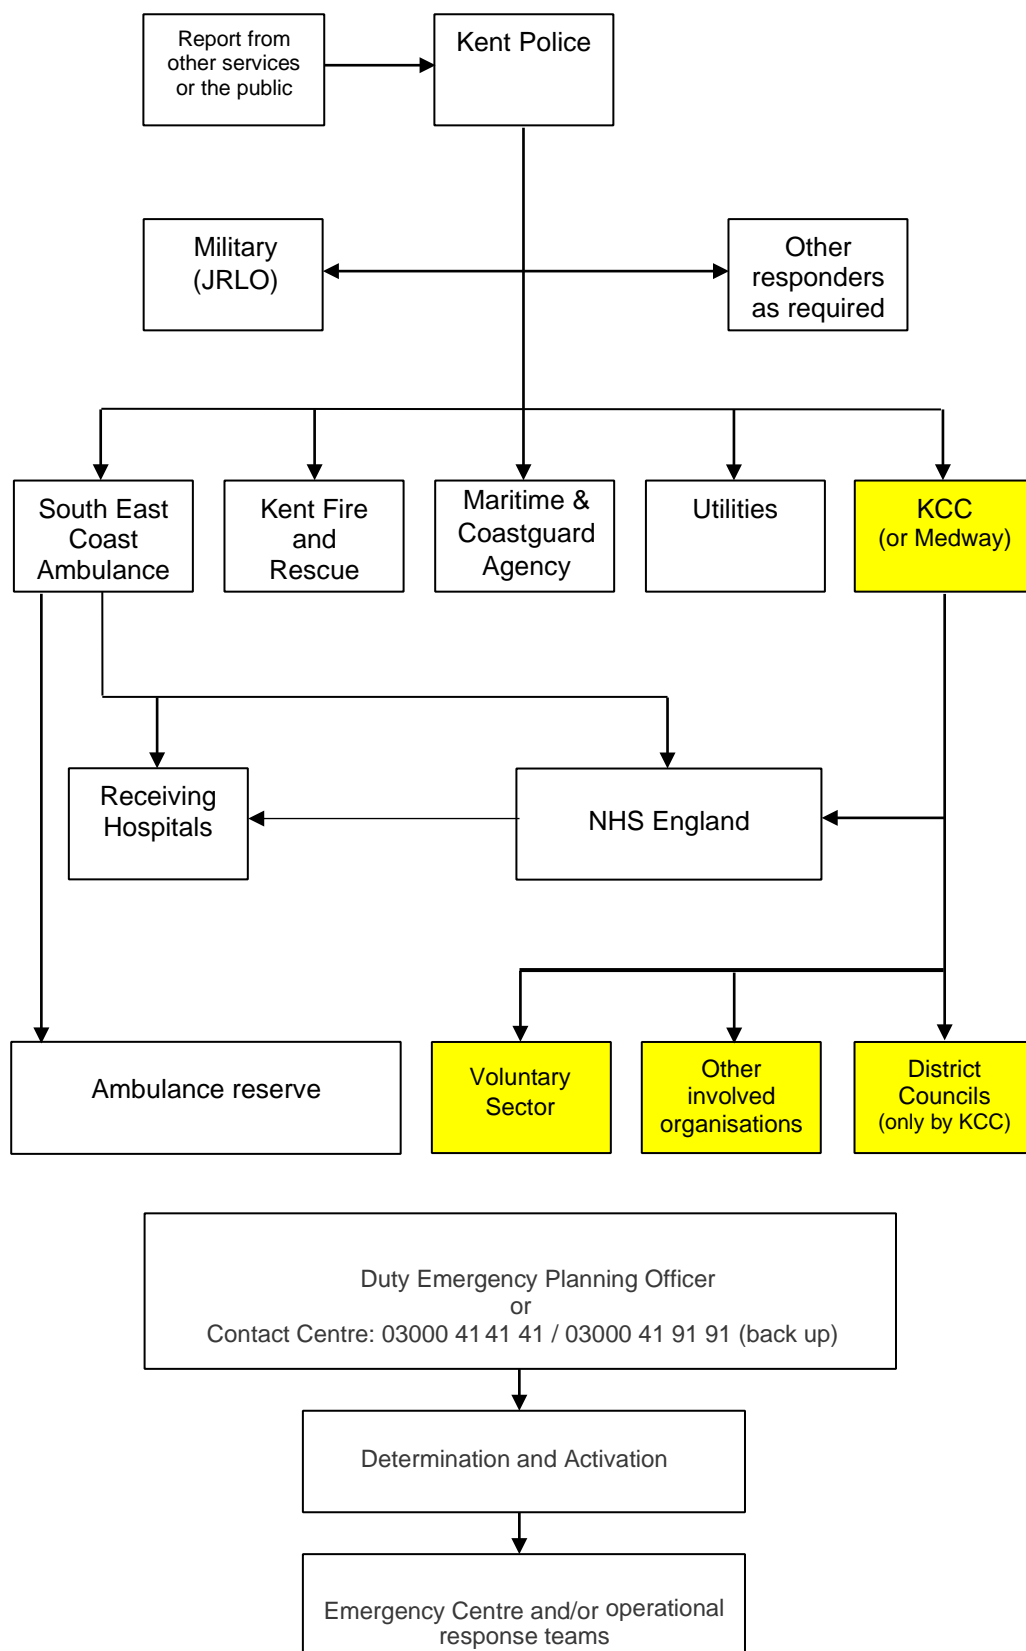 Report from
other services
or the public
Kent Police
Military
(JRLO)
Other
responders
as required
South East
Coast
Ambulance
Kent Fire
and
Rescue
Maritime &
Coastguard
Agency
Utilities
KCC
(or Medway)
Receiving
Hospitals
NHS England
Ambulance reserve
Voluntary
Sector
Other
involved
organisations
District
Councils
(only by KCC)
Duty Emergency Planning Officer
or
Contact Centre: 03000 41 41 41 / 03000 41 91 91 (back up)
Determination and Activation
Emergency Centre and/or operational
response teams